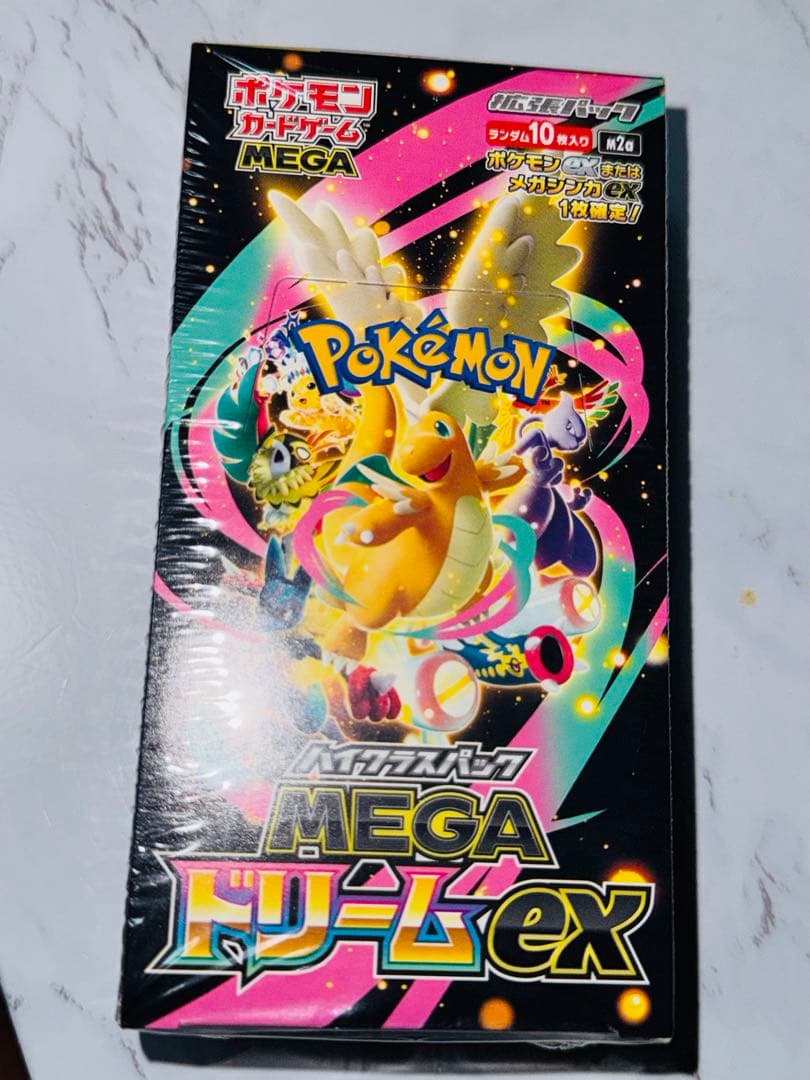 ポケモン
カードゲーム
MEGA
拡張パック
ランダム10枚入り
M2a
ポケモンexまたは
メガシンカex
1枚確定!
POKéMON
TM
ハイクラスパック
MEGA
ドリームex